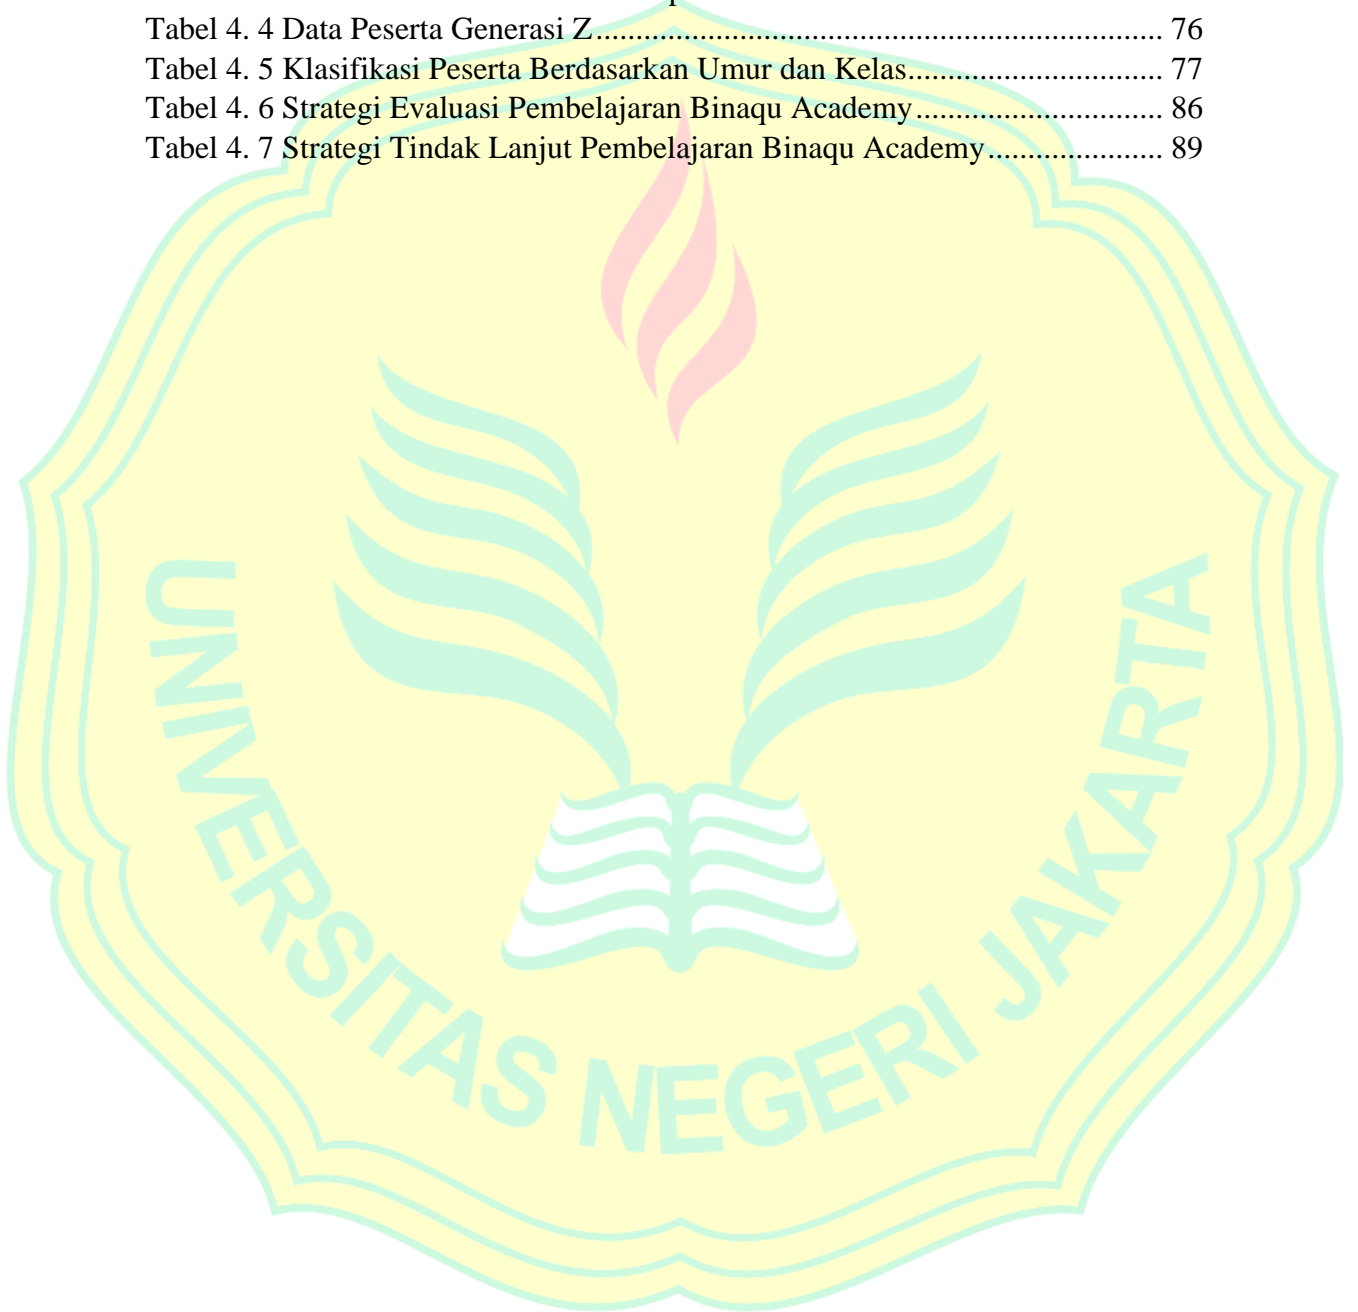 Tabel 4. 4 Data Peserta Generasi Z....................................................................... 76
Tabel 4. 5 Klasifikasi Peserta Berdasarkan Umur dan Kelas................................ 77
Tabel 4. 6 Strategi Evaluasi Pembelajaran Binaqu Academy............................... 86
Tabel 4. 7 Strategi Tindak Lanjut Pembelajaran Binaqu Academy...................... 89
UNIVERSITAS NEGERI JAKARTA